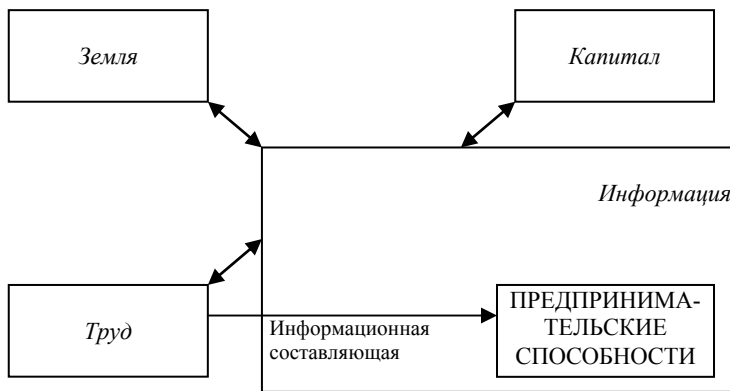 Земля
Капитал
Информация
Труд
Информационная
составляющая
ПРЕДПРИНИМА-
ТЕЛЬСКИЕ
СПОСОБНОСТИ